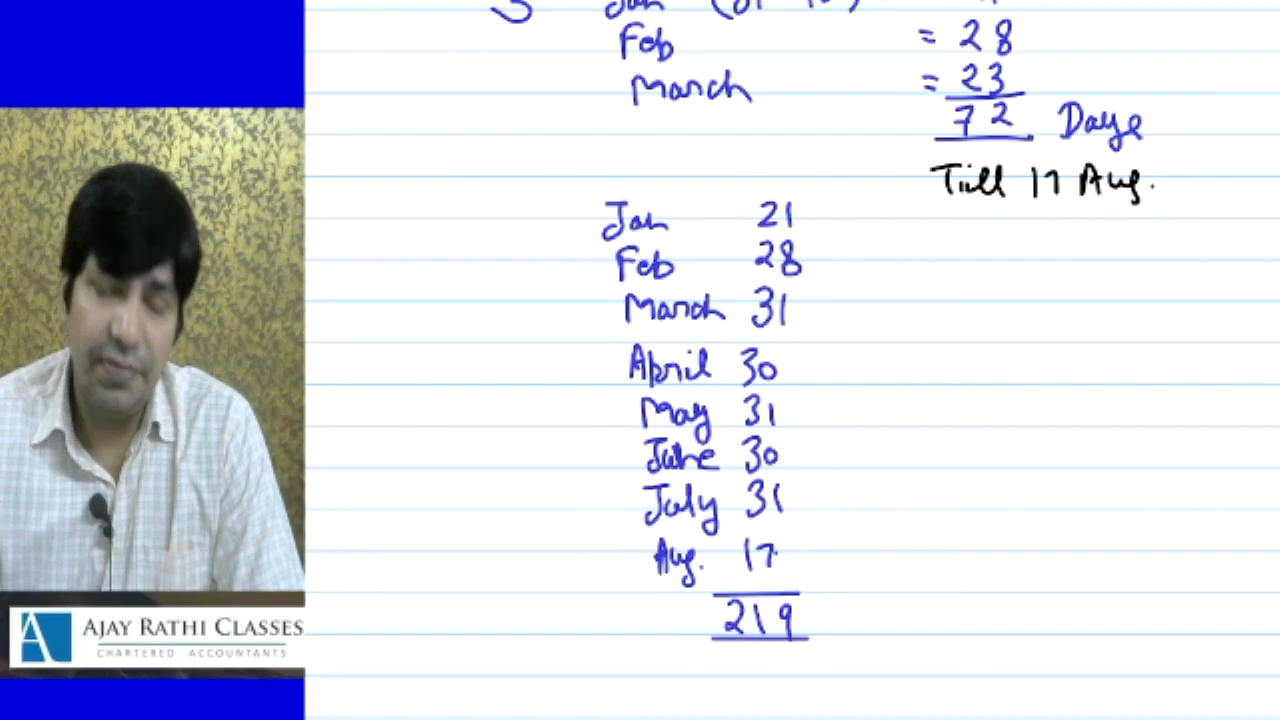 Feb = 28
March = 23
72 Days
Till 17 Aug.
Jan 21
Feb 28
March 31
April 30
May 31
June 30
July 31
Aug. 17
219
AJAY RATHI CLASSES
CHARTERED ACCOUNTANTS